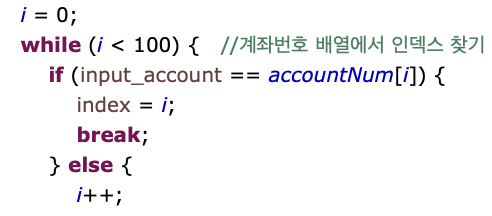 i = 0;
while (i < 100) {   //계좌번호 배열에서 인덱스 찾기
if (input_account == accountNum[i]) {
index = i;
break;
} else {
i++;